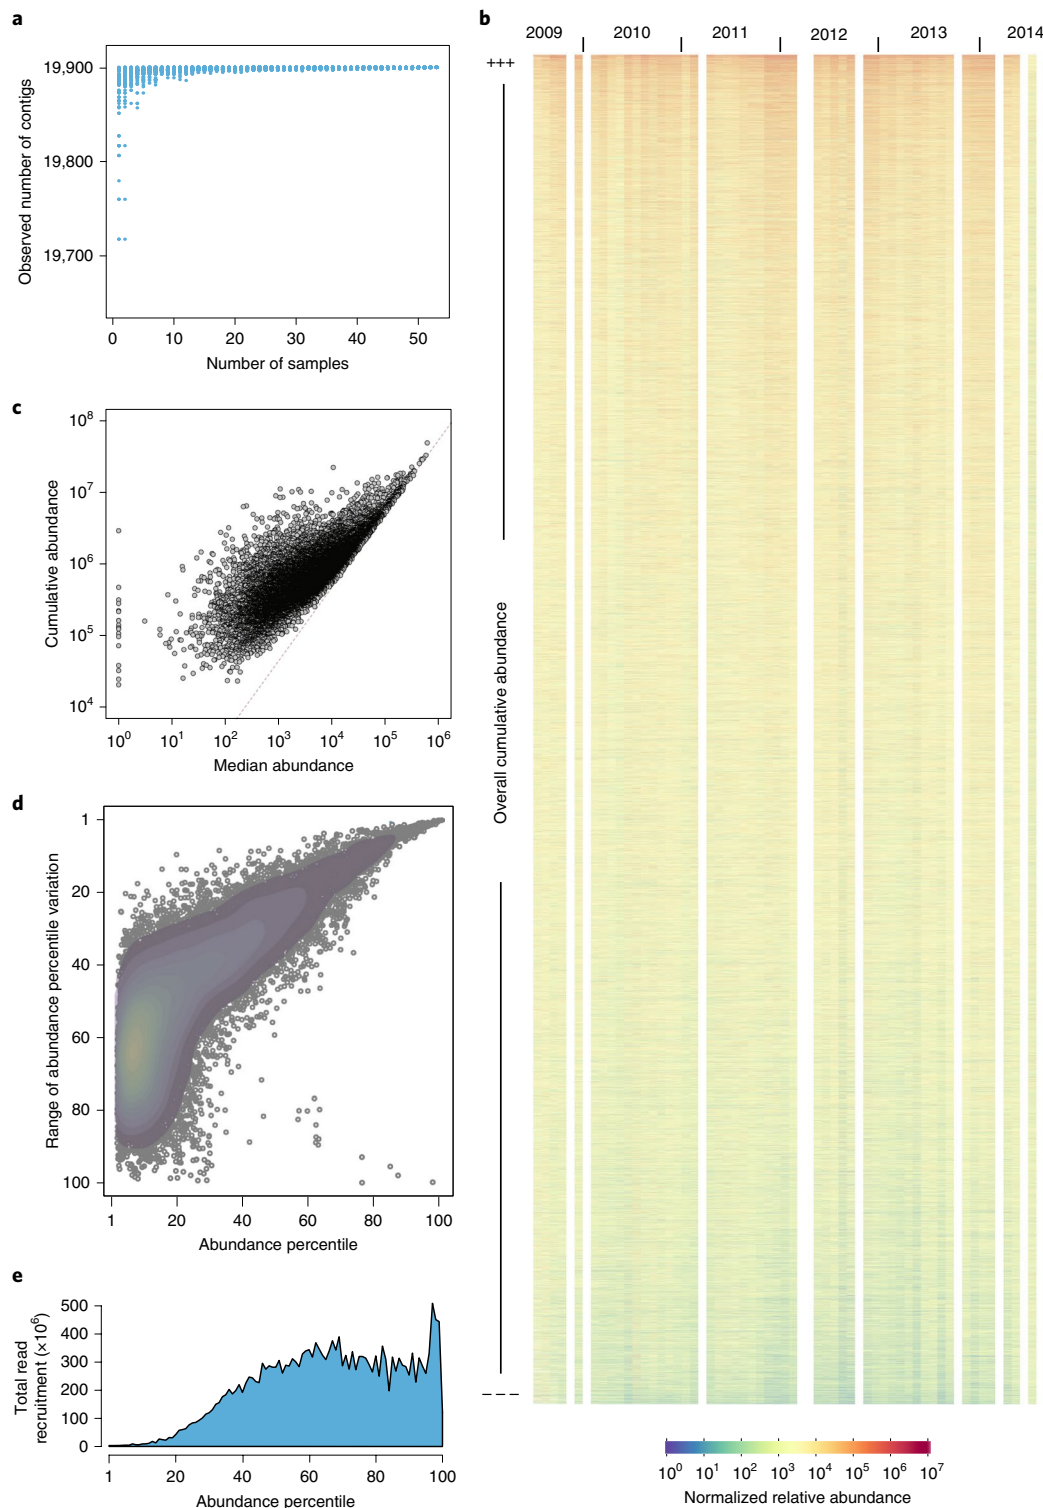 a
19,900
19,800
19,700
Observed number of contigs
0 10 20 30 40 50
Number of samples
b
2009 2010 2011 2012 2013 2014
+++
Overall cumulative abundance
– – –
10⁰ 10¹ 10² 10³ 10⁴ 10⁵ 10⁶ 10⁷
Normalized relative abundance
c
10⁸
10⁷
10⁶
10⁵
10⁴
Cumulative abundance
10⁰ 10¹ 10² 10³ 10⁴ 10⁵ 10⁶
Median abundance
d
1
20
40
60
80
100
Range of abundance percentile variation
1 20 40 60 80 100
Abundance percentile
e
500
400
300
200
100
0
Total read
recruitment (×10⁶)
1 20 40 60 80 100
Abundance percentile